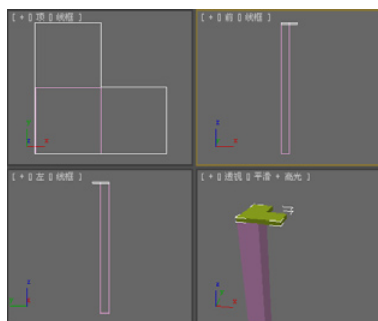 [ + ] [ 顶 ] [ 线框 ]
[ + ] [ 前 ] [ 线框 ]
[ + ] [ 左 ] [ 线框 ]
[ + ] [ 透视 ] [ 平滑 + 高光 ]